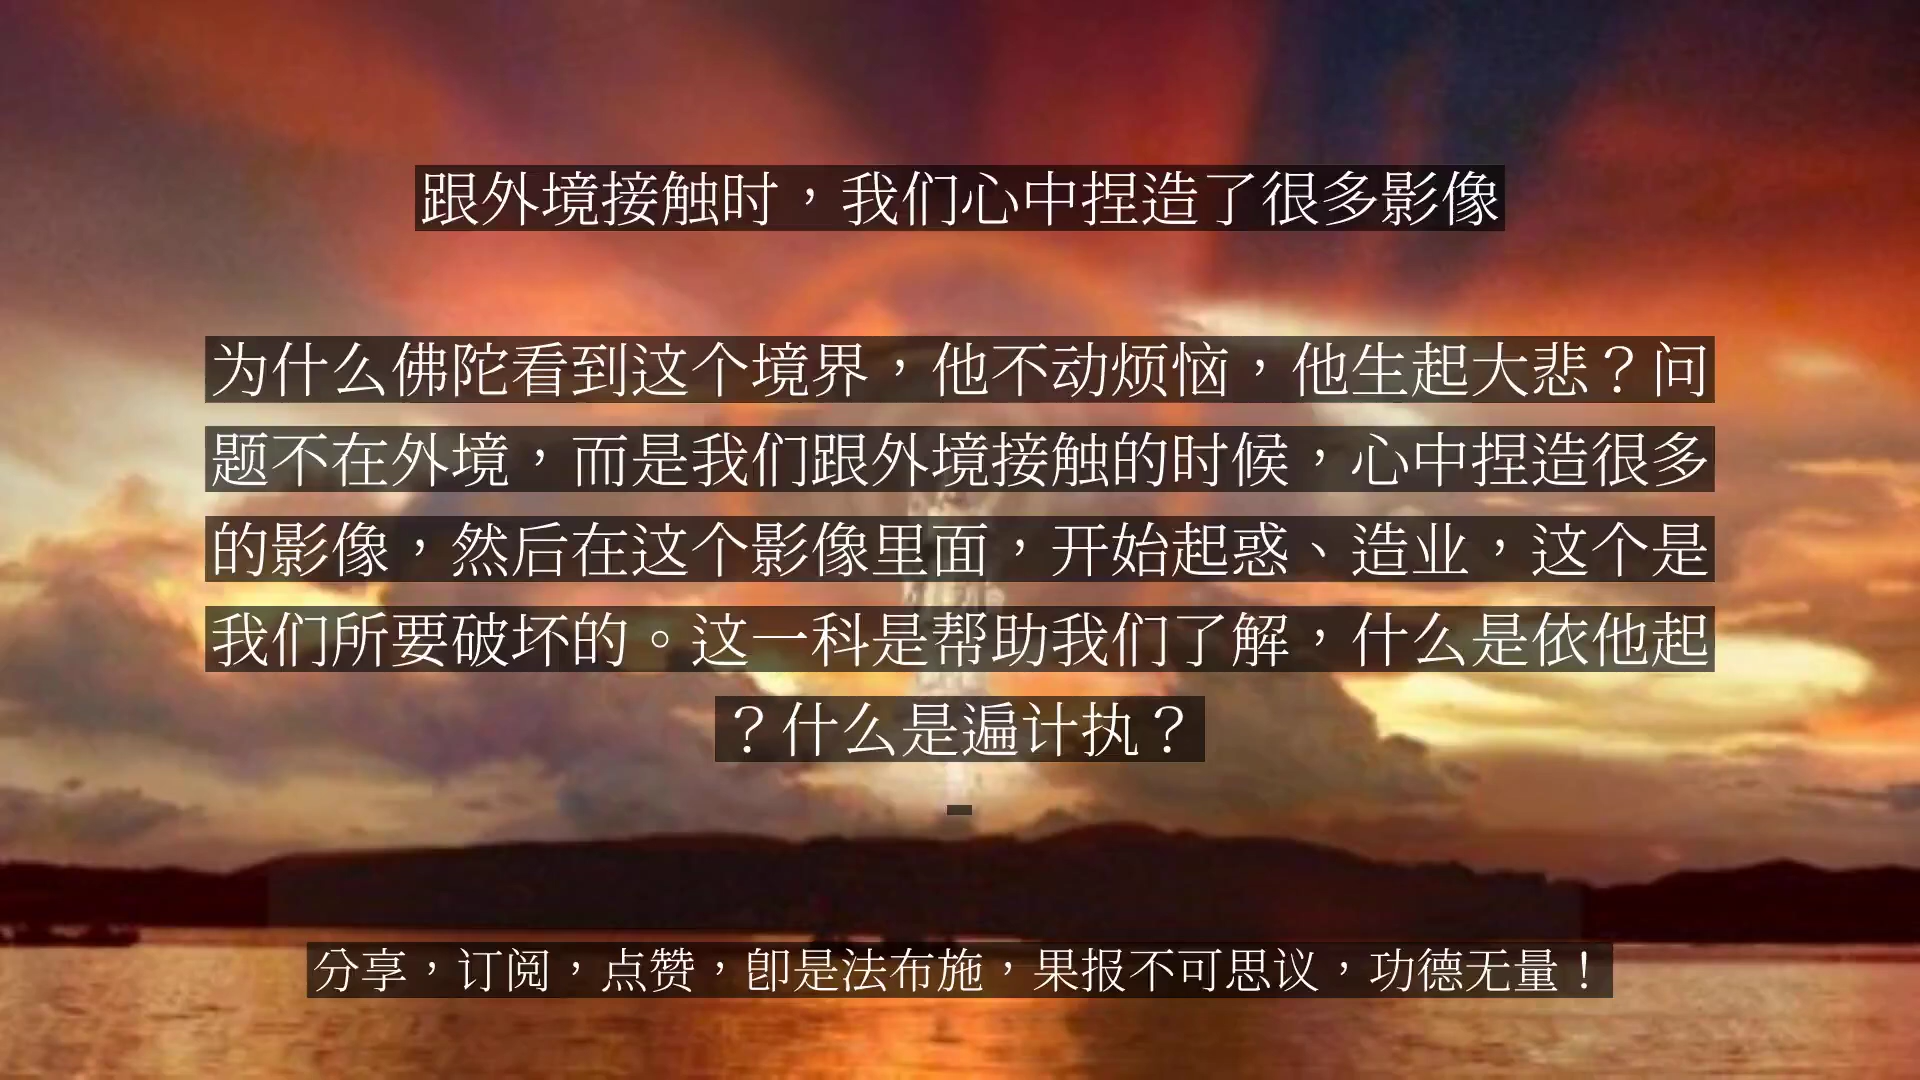 跟外境接触时，我们心中捏造了很多影像
为什么佛陀看到这个境界，他不动烦恼，他生起大悲？问
题不在外境，而是我们跟外境接触的时候，心中捏造很多
的影像，然后在这个影像里面，开始起惑、造业，这个是
我们所要破坏的。这一科是帮助我们了解，什么是依他起
？什么是遍计执？
分享，订阅，点赞，卽是法布施，果报不可思议，功德无量！